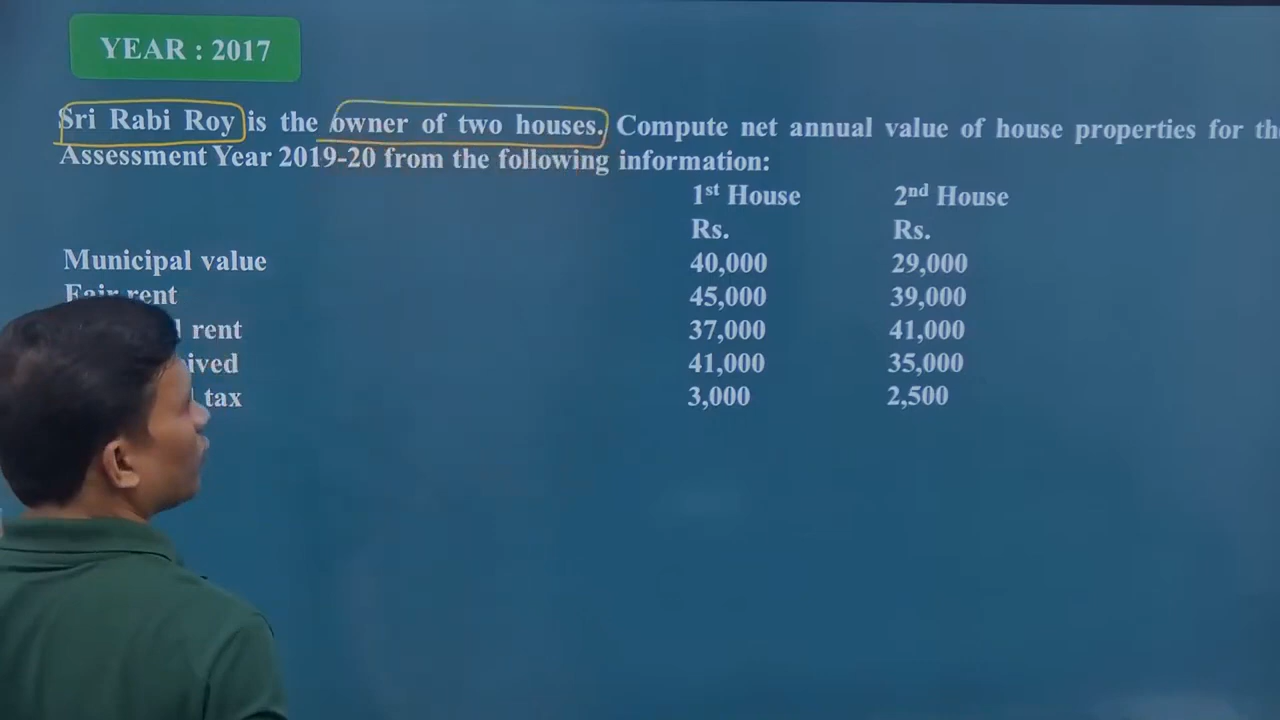 YEAR : 2017
Sri Rabi Roy is the owner of two houses. Compute net annual value of house properties for th
Assessment Year 2019-20 from the following information:
1st House 2nd House
Rs. Rs.
Municipal value 40,000 29,000
Fair rent 45,000 39,000
rent 37,000 41,000
41,000 35,000
tax 3,000 2,500